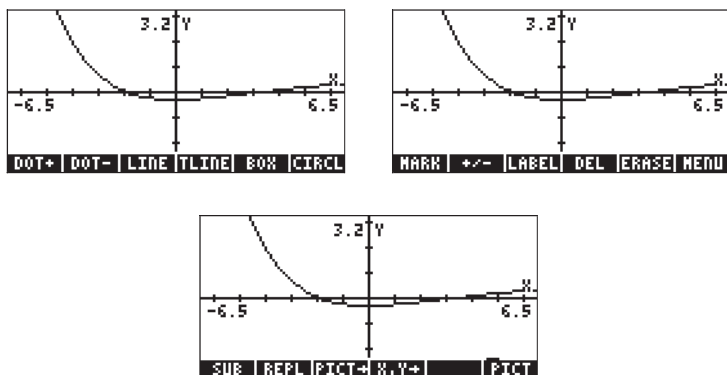 3.2 Y
X
-6.5 6.5
DOT+ DOT- LINE TLINE BOX CIRCL
3.2 Y
X
-6.5 6.5
MARK +/- LABEL DEL ERASE MENU
3.2 Y
X
-6.5 6.5
SUB REPL PICT→ X,Y→ PICT